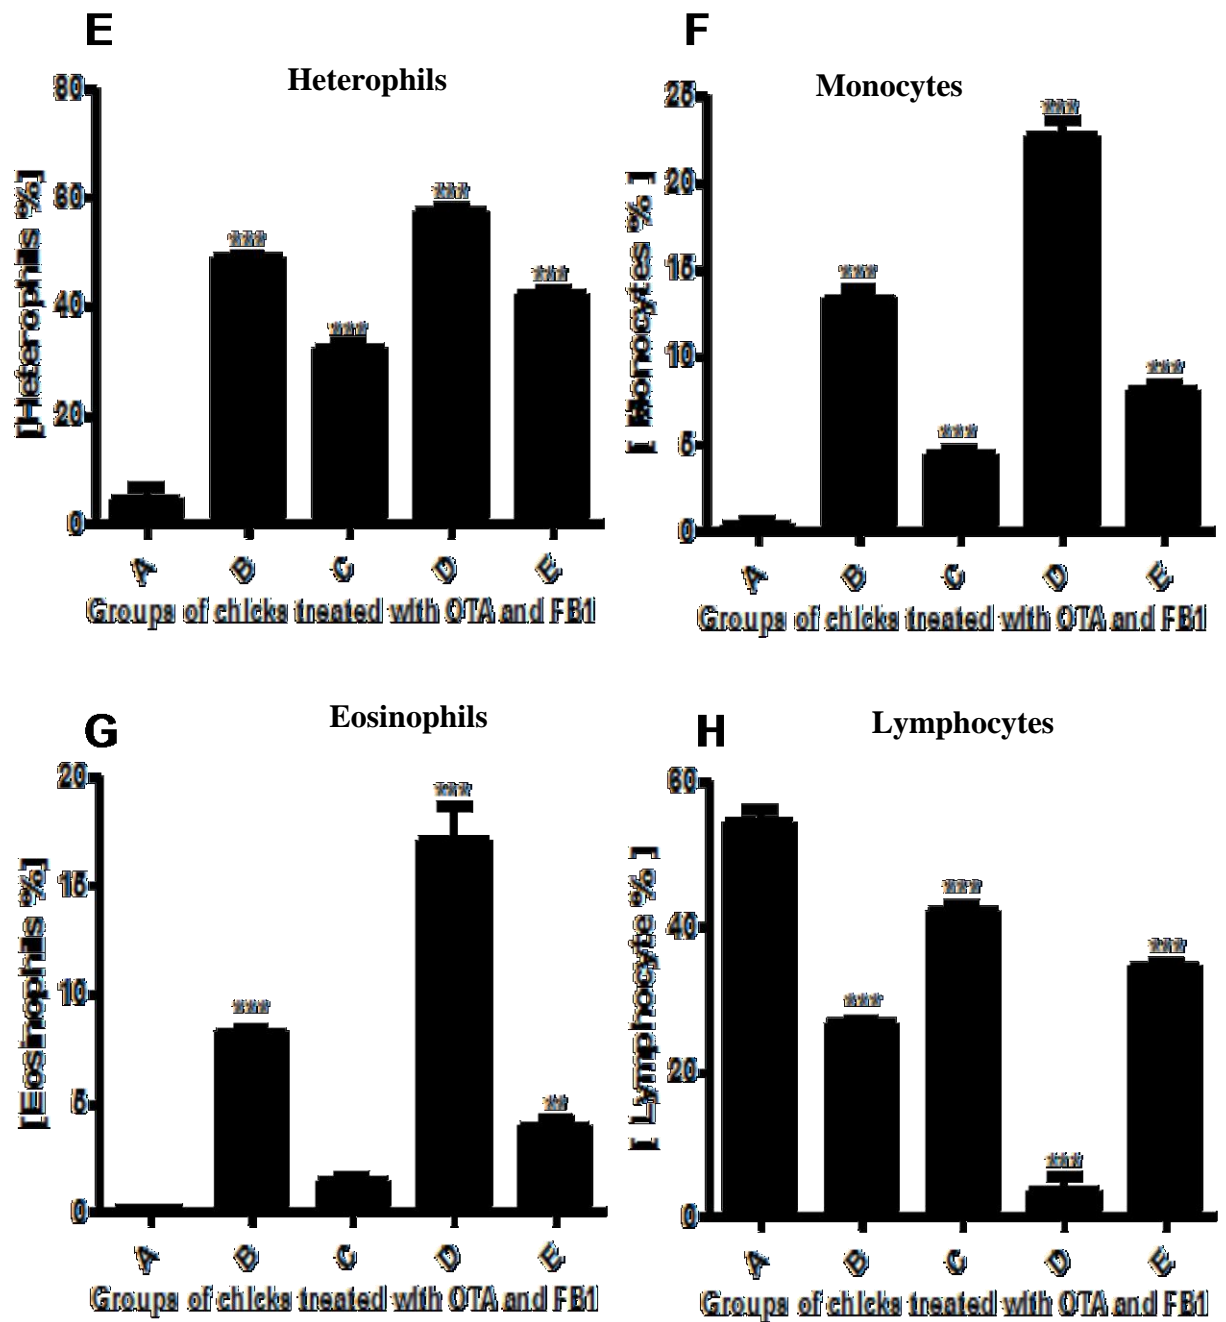 E
Heterophils
[Heterophils %]
80
60
40
20
0
***
***
***
***
A B C D E
Groups of chicks treated with OTA and FB1
F
Monocytes
[ Monocytes % ]
25
20
15
10
5
0
***
***
***
***
A B C D E
Groups of chicks treated with OTA and FB1
G
Eosinophils
[Eosinophils %]
20
15
10
5
0
***
***
**
A B C D E
Groups of chicks treated with OTA and FB1
H
Lymphocytes
[ Lymphocyte % ]
60
40
20
0
***
***
***
***
A B C D E
Groups of chicks treated with OTA and FB1